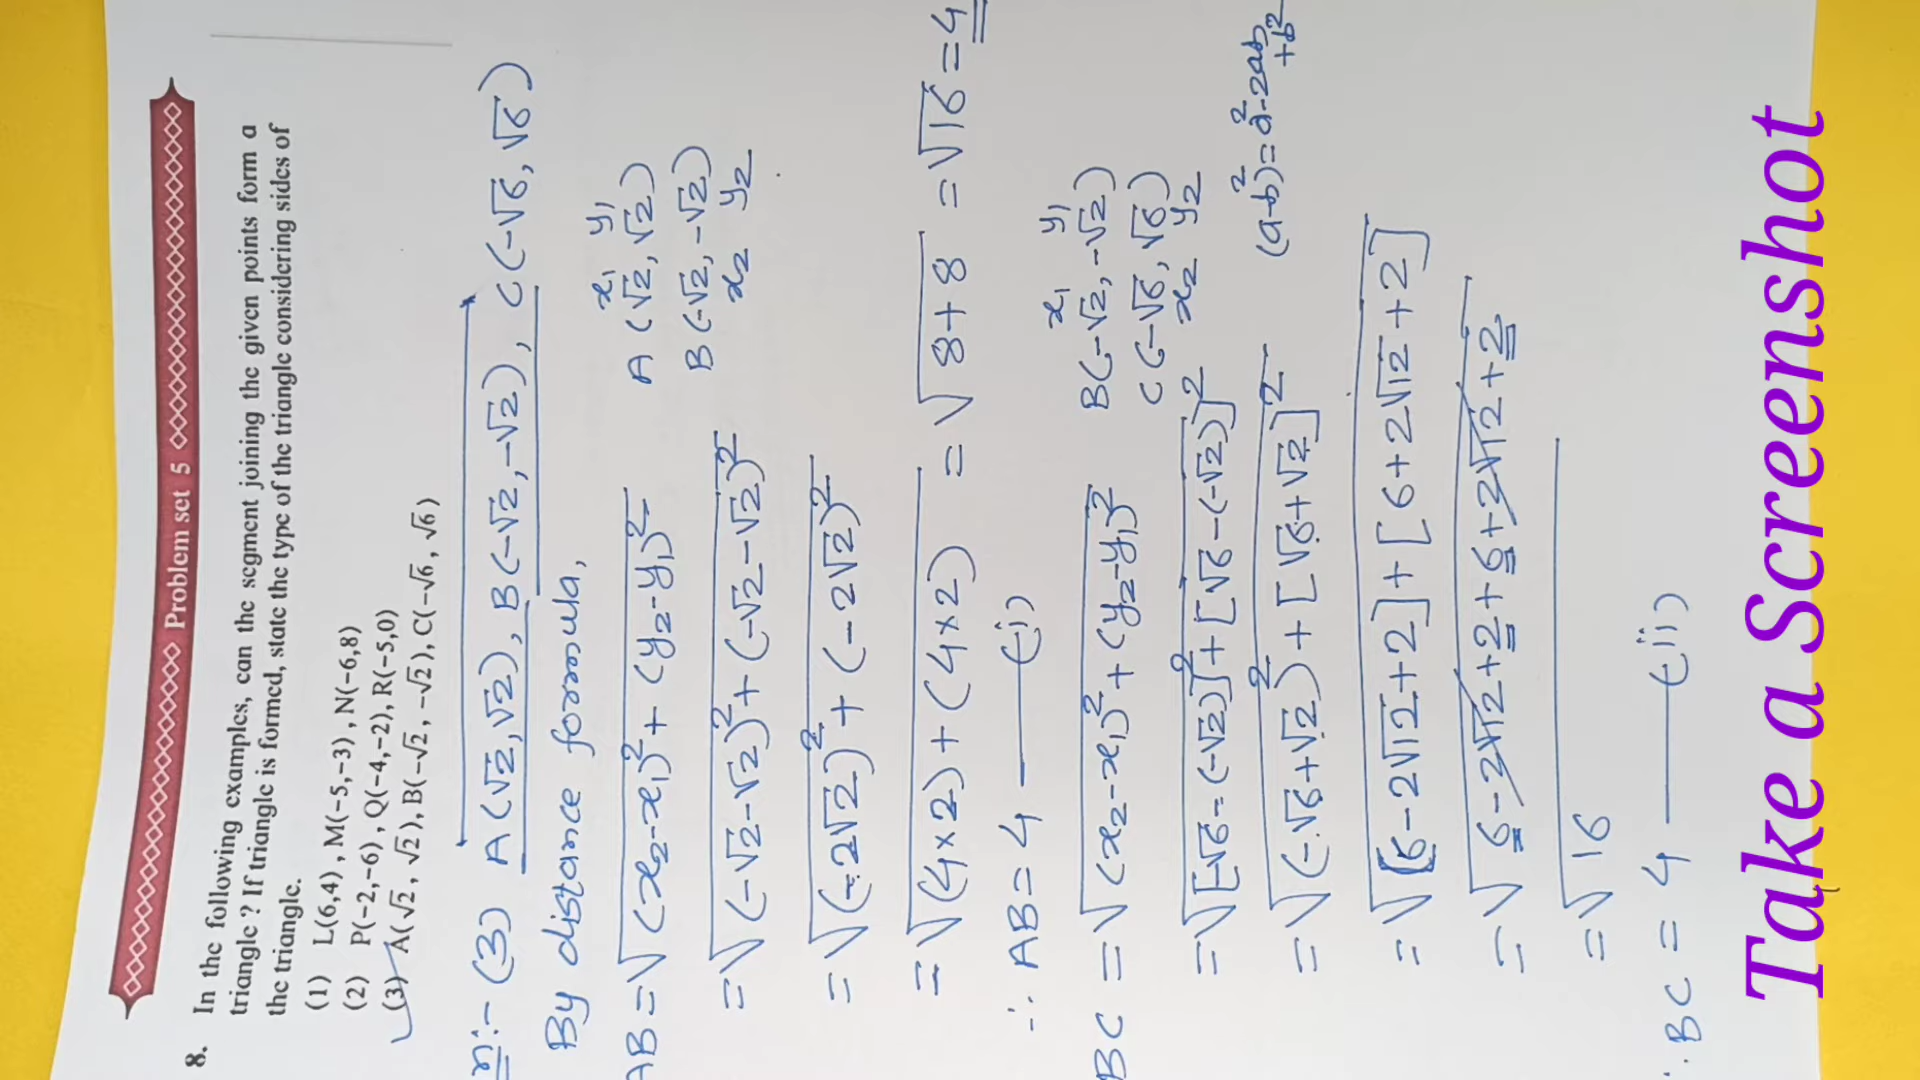 Problem set 5
8. In the following examples, can the segment joining the given points form a
triangle ? If triangle is formed, state the type of the triangle considering sides of
the triangle.
(1) L(6,4) , M(−5,−3) , N(−6,8)
(2) P(−2,−6) , Q(−4,−2), R(−5,0)
(3) A(√2 , √2), B(−√2 , −√2), C(−√6 , √6)
n:- (3) A(√2,√2), B(-√2,-√2), C(-√6, √6)
By distance formula,
AB = √(x₂-x₁)² + (y₂-y₁)²
x₁ y₁
A (√2, √2)
B(-√2, -√2)
x₂ y₂
= √(-√2-√2)² + (-√2-√2)²
= √(-2√2)² + (-2√2)²
= √(4×2) + (4×2) = √8+8 = √16 = 4
∴ AB = 4 —— (i)
BC = √(x₂-x₁)² + (y₂-y₁)²
x₁ y₁
B(-√2, -√2)
C(-√6, √6)
x₂ y₂
= √[-√6-(-√2)]² + [√6-(-√2)]²
= √(-√6+√2)² + [√6+√2]²
(a-b)² = a²-2ab
+b²
= √[6-2√12+2] + [6+2√12+2]
= √6-2√12+2+6+2√12+2
= √16
∴ BC = 4 —— (ii)
Take a Screenshot